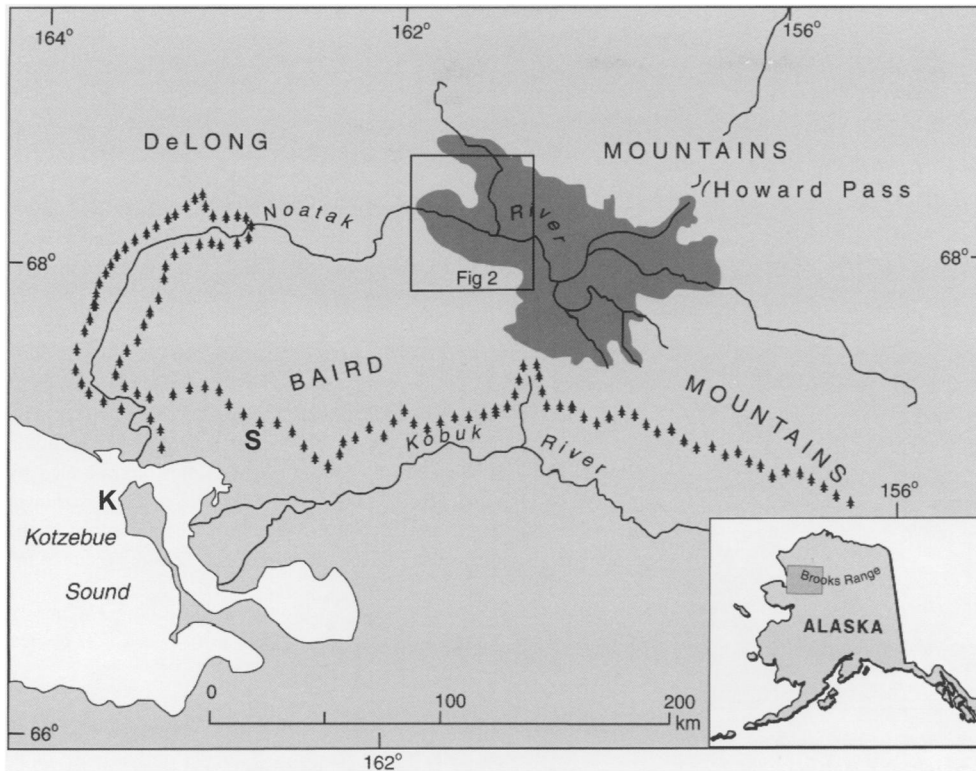 164°
162°
156°
DeLONG
MOUNTAINS
Howard Pass
Noatak
River
68°
Fig 2
68°
BAIRD
MOUNTAINS
S
Kobuk
River
156°
K
Kotzebue
Sound
Brooks Range
ALASKA
0
100
200
km
66°
162°